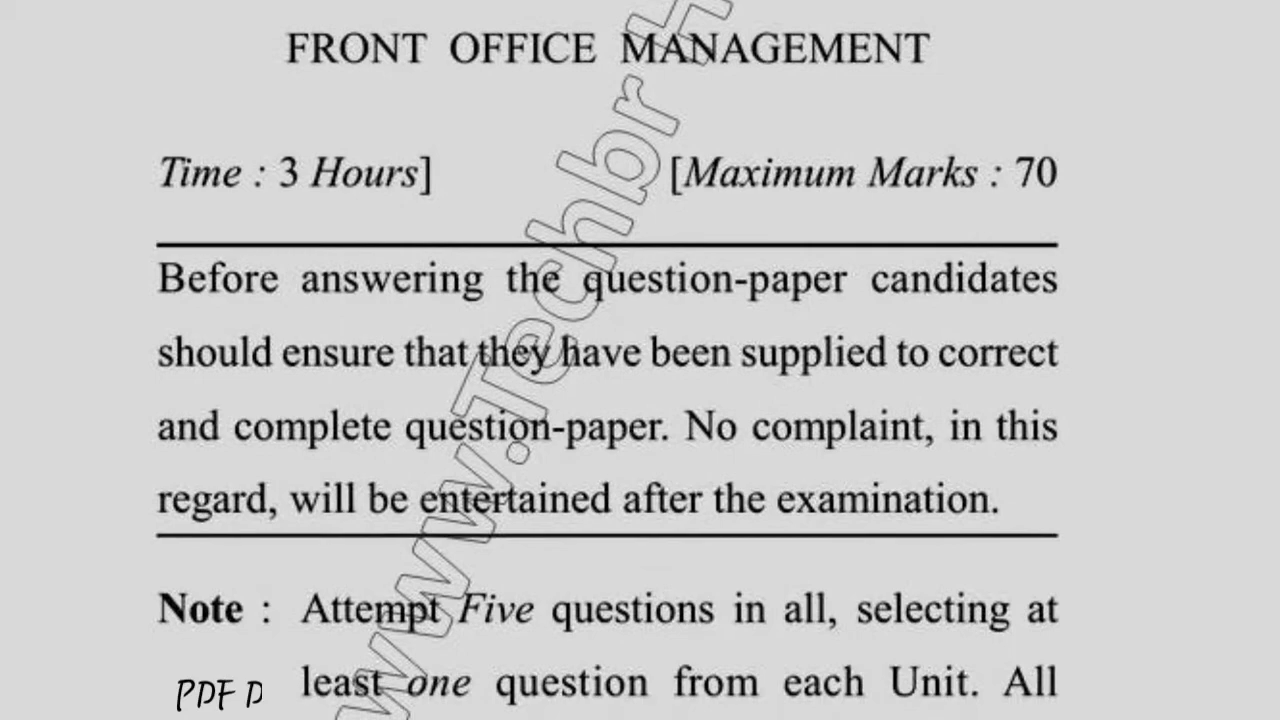 FRONT OFFICE MANAGEMENT
Time : 3 Hours] [Maximum Marks : 70
Before answering the question-paper candidates
should ensure that they have been supplied to correct
and complete question-paper. No complaint, in this
regard, will be entertained after the examination.
Note : Attempt Five questions in all, selecting at
least one question from each Unit. All
PDF D
www.Techbr